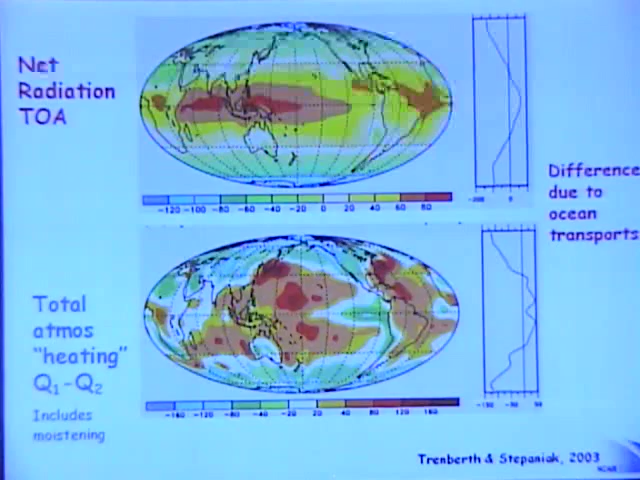 Net
Radiation
TOA
-120 -100 -80 -60 -40 -20 0 20 40 60 80
-200 0
Difference
due to
ocean
transports
Total
atmos
"heating"
Q₁-Q₂
Includes
moistening
-160 -120 -80 -40 -20 20 40 80 120 160
Trenberth & Stepaniak, 2003
NCAR